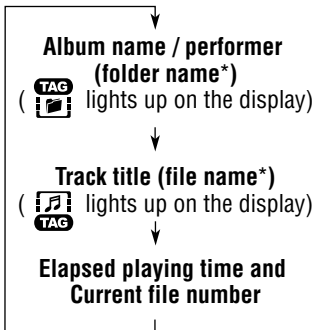 Album name / performer
(folder name*)
( TAG lights up on the display)
Track title (file name*)
( TAG lights up on the display)
Elapsed playing time and
Current file number